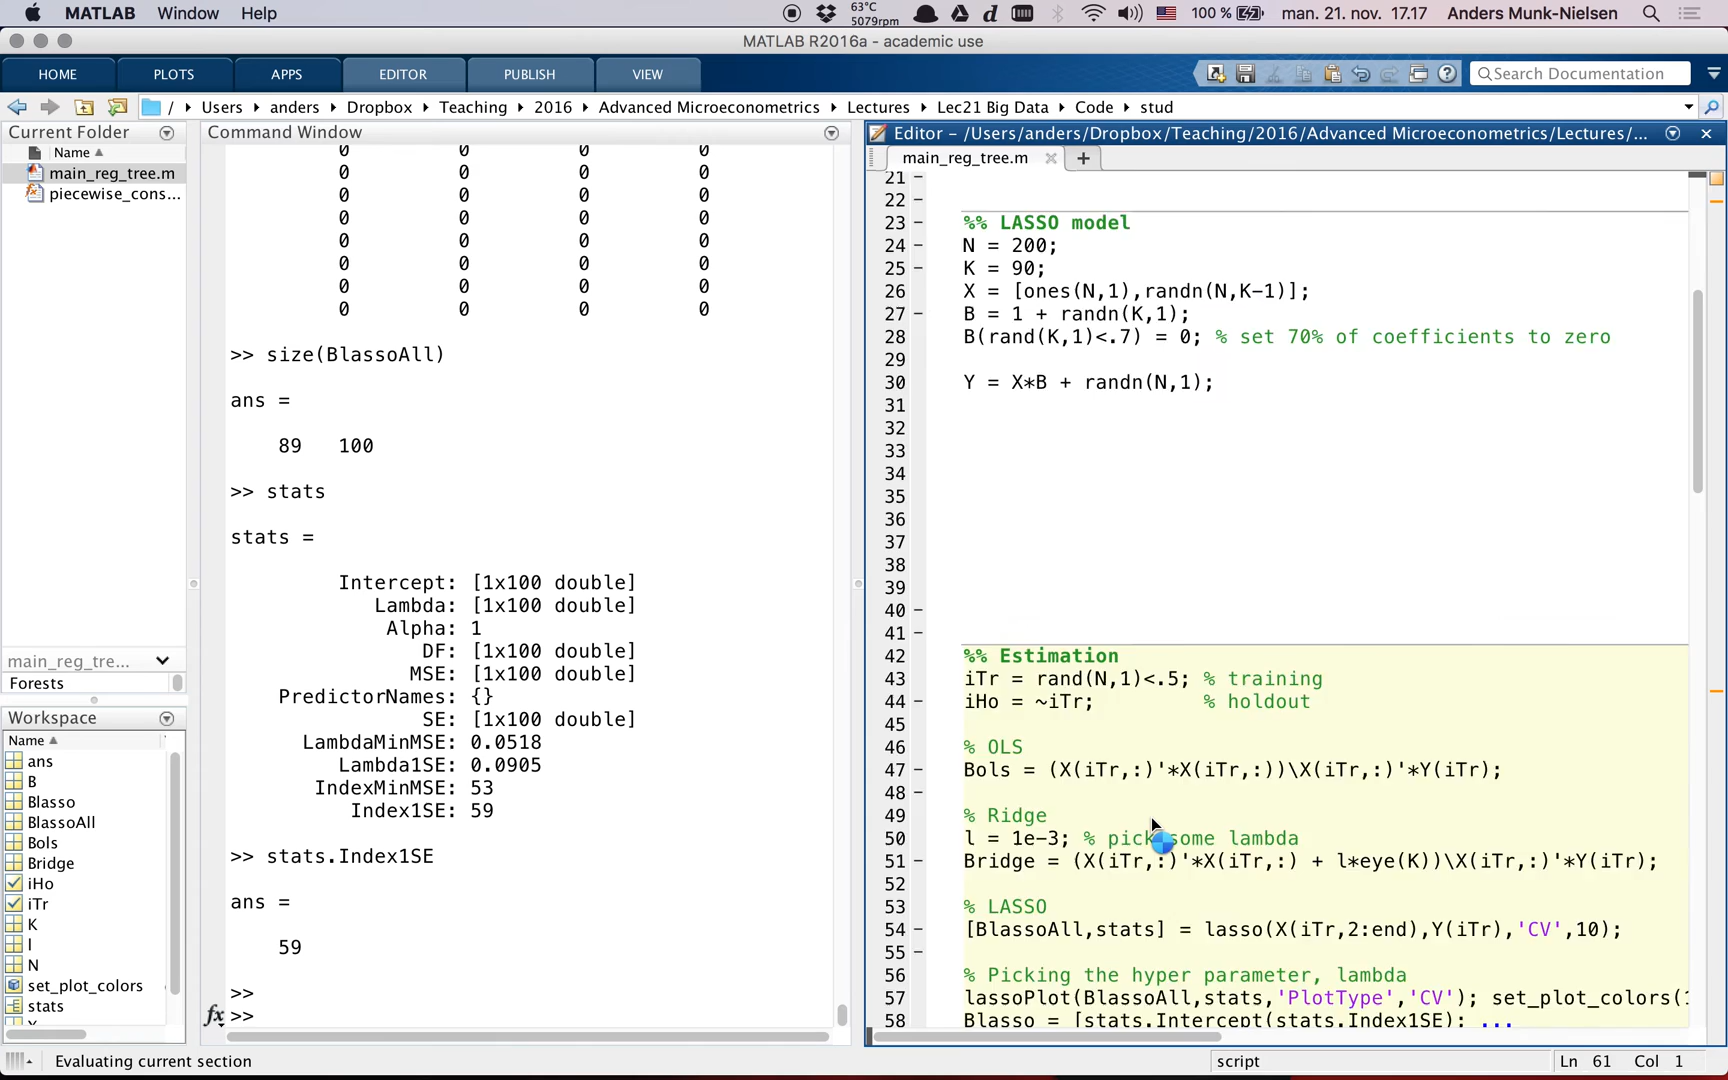 MATLAB Window Help 63°C 5079rpm 100 % man. 21. nov. 17.17 Anders Munk-Nielsen
MATLAB R2016a - academic use
HOME PLOTS APPS EDITOR PUBLISH VIEW Search Documentation
/ Users anders Dropbox Teaching 2016 Advanced Microeconometrics Lectures Lec21 Big Data Code stud
Current Folder
Name
main_reg_tree.m
piecewise_cons...
main_reg_tre...
Forests
Workspace
Name
ans
B
Blasso
BlassoAll
Bols
Bridge
iHo
iTr
K
l
N
set_plot_colors
stats
Command Window
0 0 0 0
0 0 0 0
0 0 0 0
0 0 0 0
0 0 0 0
0 0 0 0
0 0 0 0
0 0 0 0
>> size(BlassoAll)
ans =
89 100
>> stats
stats =
Intercept: [1x100 double]
Lambda: [1x100 double]
Alpha: 1
DF: [1x100 double]
MSE: [1x100 double]
PredictorNames: {}
SE: [1x100 double]
LambdaMinMSE: 0.0518
Lambda1SE: 0.0905
IndexMinMSE: 53
Index1SE: 59
>> stats.Index1SE
ans =
59
>>
fx >>
Editor – /Users/anders/Dropbox/Teaching/2016/Advanced Microeconometrics/Lectures/...
main_reg_tree.m
21 –
22 –
23 – %% LASSO model
24 – N = 200;
25 – K = 90;
26 X = [ones(N,1),randn(N,K-1)];
27 – B = 1 + randn(K,1);
28 B(rand(K,1)<.7) = 0; % set 70% of coefficients to zero
29
30 Y = X*B + randn(N,1);
31
32
33
34
35
36
37
38
39
40 –
41 –
42 %% Estimation
43 – iTr = rand(N,1)<.5; % training
44 – iHo = ~iTr; % holdout
45
46 % OLS
47 – Bols = (X(iTr,:)'*X(iTr,:))\X(iTr,:)'*Y(iTr);
48 –
49 % Ridge
50 l = 1e-3; % pick some lambda
51 – Bridge = (X(iTr,:)'*X(iTr,:) + l*eye(K))\X(iTr,:)'*Y(iTr);
52
53 % LASSO
54 – [BlassoAll,stats] = lasso(X(iTr,2:end),Y(iTr),'CV',10);
55 –
56 % Picking the hyper parameter, lambda
57 lassoPlot(BlassoAll,stats,'PlotType','CV'); set_plot_colors(
58 Blasso = [stats.Intercept(stats.Index1SE); ...
Evaluating current section script Ln 61 Col 1